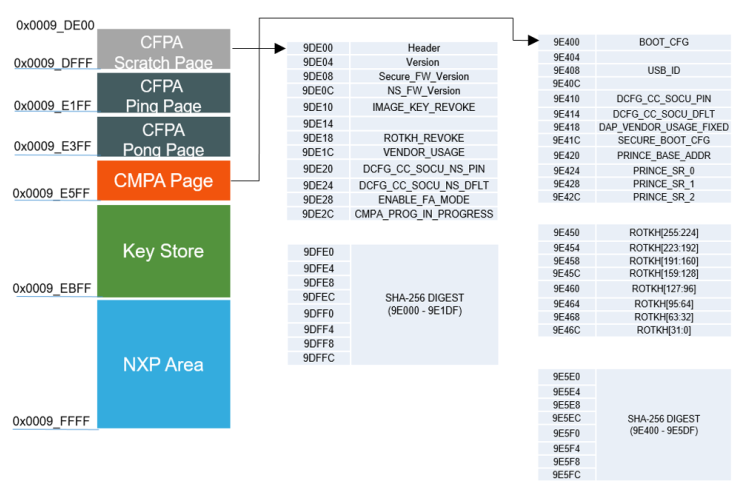 0x0009_DE00
CFPA
Scratch Page
0x0009_DFFF
CFPA
Ping Page
0x0009_E1FF
CFPA
Pong Page
0x0009_E3FF
CMPA Page
0x0009_E5FF
Key Store
0x0009_EBFF
NXP Area
0x0009_FFFF
9DE00 Header
9DE04 Version
9DE08 Secure_FW_Version
9DE0C NS_FW_Version
9DE10 IMAGE_KEY_REVOKE
9DE14
9DE18 ROTKH_REVOKE
9DE1C VENDOR_USAGE
9DE20 DCFG_CC_SOCU_NS_PIN
9DE24 DCFG_CC_SOCU_NS_DFLT
9DE28 ENABLE_FA_MODE
9DE2C CMPA_PROG_IN_PROGRESS
9DFE0
9DFE4
9DFE8
9DFEC
9DFF0
9DFF4
9DFF8
9DFFC
SHA-256 DIGEST
(9E000 - 9E1DF)
9E400 BOOT_CFG
9E404
9E408 USB_ID
9E40C
9E410 DCFG_CC_SOCU_PIN
9E414 DCFG_CC_SOCU_DFLT
9E418 DAP_VENDOR_USAGE_FIXED
9E41C SECURE_BOOT_CFG
9E420 PRINCE_BASE_ADDR
9E424 PRINCE_SR_0
9E428 PRINCE_SR_1
9E42C PRINCE_SR_2
9E450 ROTKH[255:224]
9E454 ROTKH[223:192]
9E458 ROTKH[191:160]
9E45C ROTKH[159:128]
9E460 ROTKH[127:96]
9E464 ROTKH[95:64]
9E468 ROTKH[63:32]
9E46C ROTKH[31:0]
9E5E0
9E5E4
9E5E8
9E5EC
9E5F0
9E5F4
9E5F8
9E5FC
SHA-256 DIGEST
(9E400 - 9E5DF)